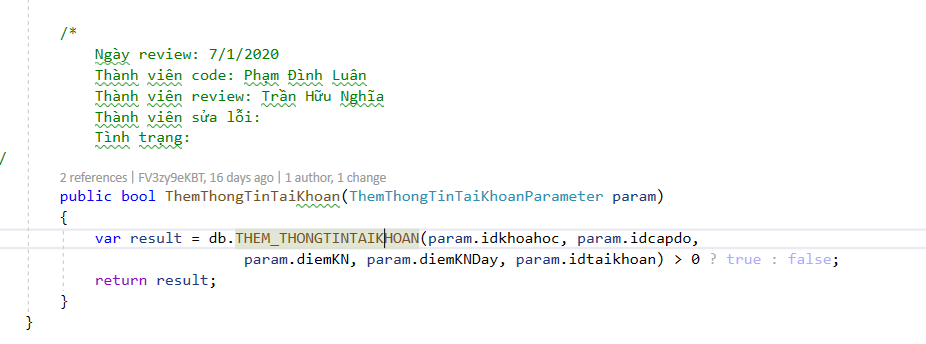 /*
Ngày review: 7/1/2020
Thành viên code: Phạm Đình Luân
Thành viên review: Trần Hữu Nghĩa
Thành viên sửa lỗi:
Tình trạng:
/
2 references | FV3zy9eKBT, 16 days ago | 1 author, 1 change
public bool ThemThongTinTaiKhoan(ThemThongTinTaiKhoanParameter param)
{
var result = db.THEM_THONGTINTAIKHOAN(param.idkhoahoc, param.idcapdo,
param.diemKN, param.diemKNDay, param.idtaikhoan) > 0 ? true : false;
return result;
}
}